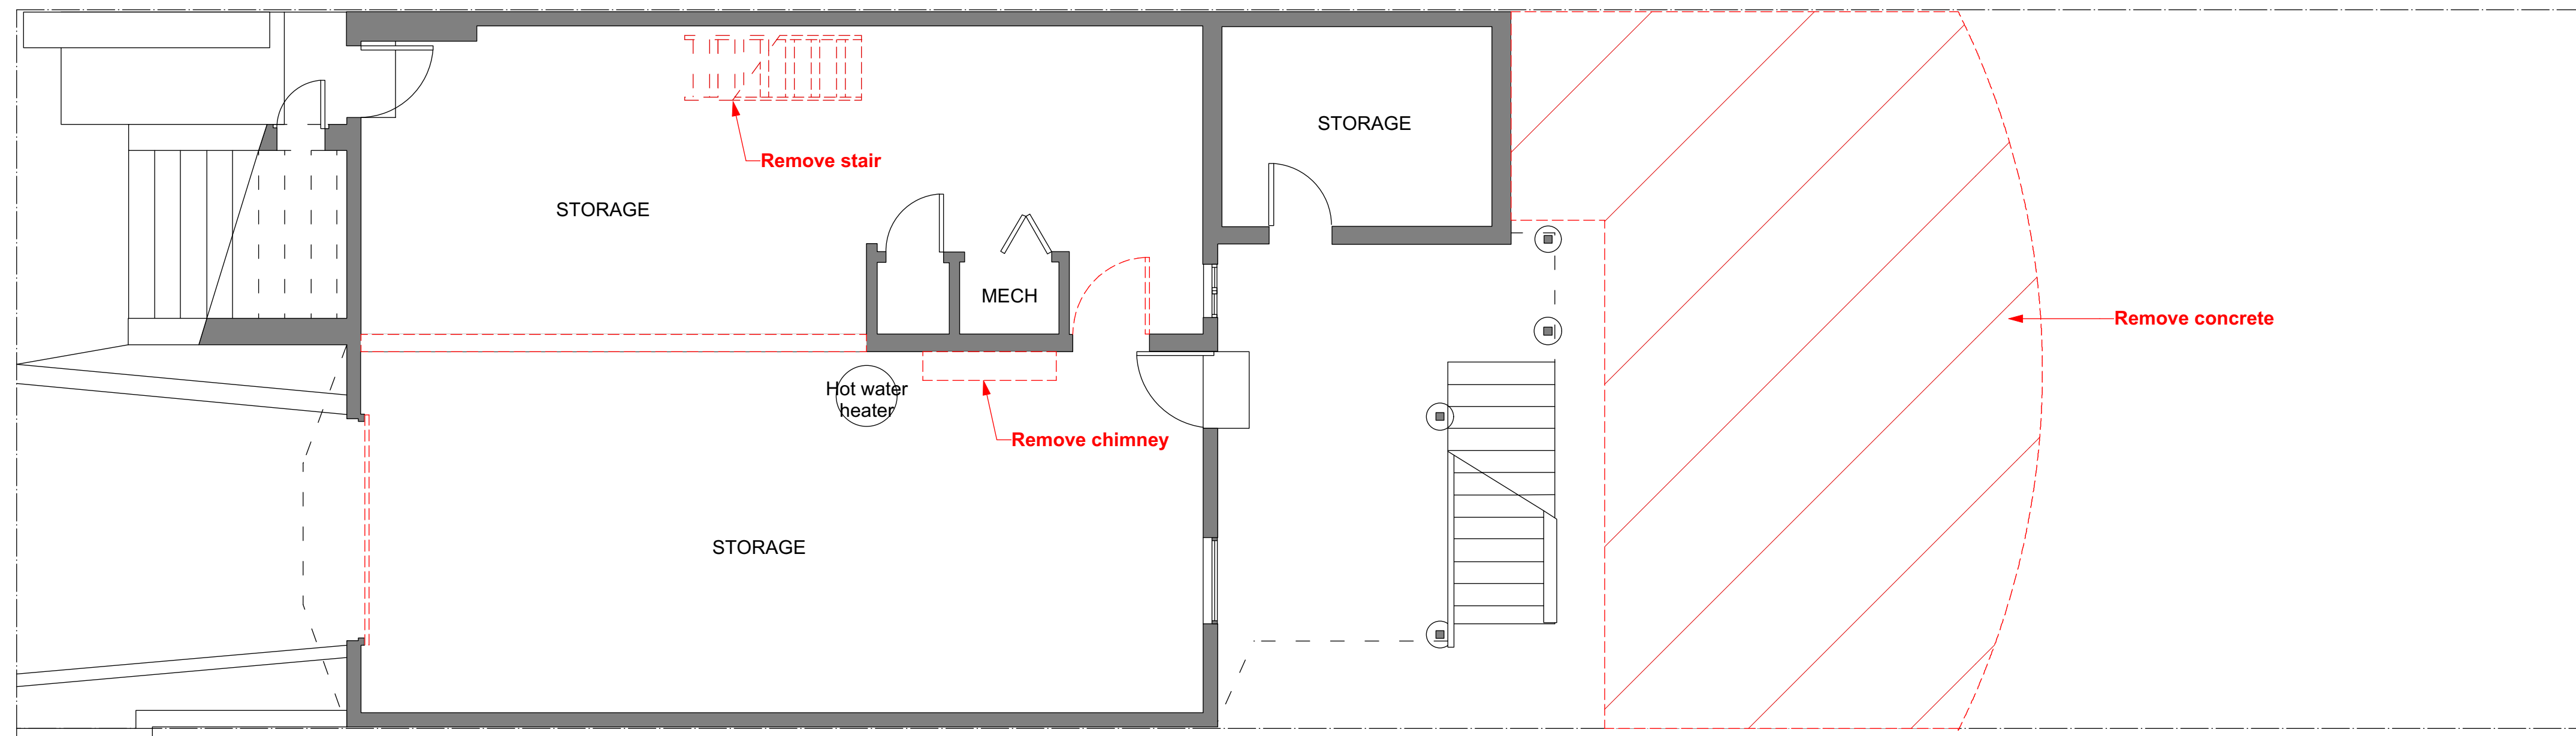 STORAGE
Remove stair
STORAGE
MECH
Remove concrete
Hot water
heater
Remove chimney
STORAGE